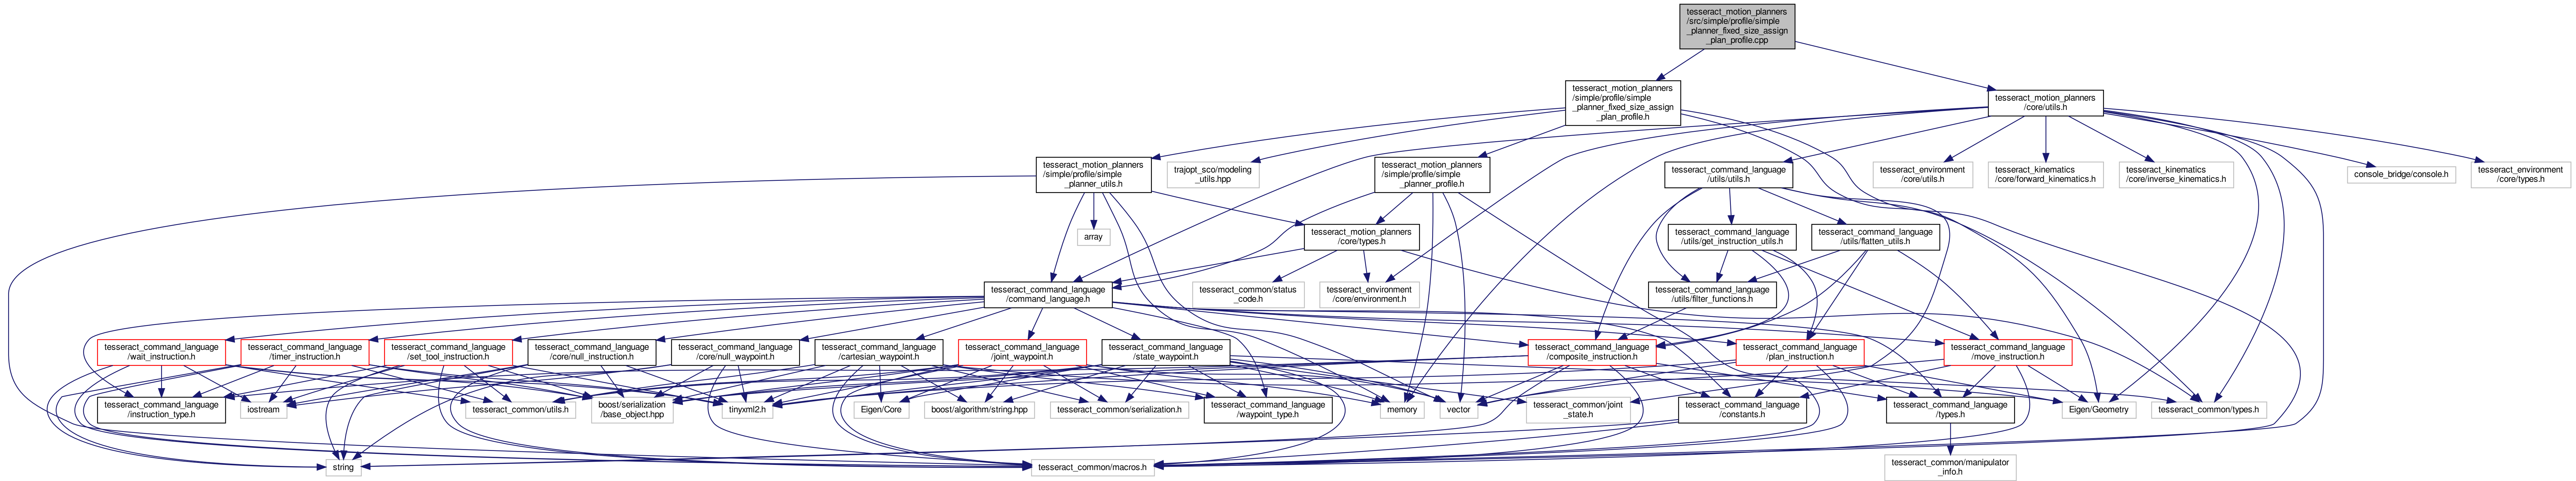 tesseract_motion_planners
/src/simple/profile/simple
_planner_fixed_size_assign
_plan_profile.cpp
tesseract_motion_planners
/simple/profile/simple
_planner_fixed_size_assign
_plan_profile.h
tesseract_motion_planners
/core/utils.h
tesseract_motion_planners
/simple/profile/simple
_planner_utils.h
trajopt_sco/modeling
_utils.hpp
tesseract_motion_planners
/simple/profile/simple
_planner_profile.h
tesseract_command_language
/utils/utils.h
tesseract_environment
/core/utils.h
tesseract_kinematics
/core/forward_kinematics.h
tesseract_kinematics
/core/inverse_kinematics.h
console_bridge/console.h
tesseract_environment
/core/types.h
array
tesseract_motion_planners
/core/types.h
tesseract_command_language
/utils/get_instruction_utils.h
tesseract_command_language
/utils/flatten_utils.h
tesseract_command_language
/command_language.h
tesseract_common/status
_code.h
tesseract_environment
/core/environment.h
tesseract_command_language
/utils/filter_functions.h
tesseract_command_language
/wait_instruction.h
tesseract_command_language
/timer_instruction.h
tesseract_command_language
/set_tool_instruction.h
tesseract_command_language
/core/null_instruction.h
tesseract_command_language
/core/null_waypoint.h
tesseract_command_language
/cartesian_waypoint.h
tesseract_command_language
/joint_waypoint.h
tesseract_command_language
/state_waypoint.h
tesseract_command_language
/composite_instruction.h
tesseract_command_language
/plan_instruction.h
tesseract_command_language
/move_instruction.h
tesseract_command_language
/instruction_type.h
iostream
tesseract_common/utils.h
boost/serialization
/base_object.hpp
tinyxml2.h
Eigen/Core
boost/algorithm/string.hpp
tesseract_common/serialization.h
tesseract_command_language
/waypoint_type.h
memory
vector
tesseract_common/joint
_state.h
tesseract_command_language
/constants.h
tesseract_command_language
/types.h
Eigen/Geometry
tesseract_common/types.h
string
tesseract_common/macros.h
tesseract_common/manipulator
_info.h